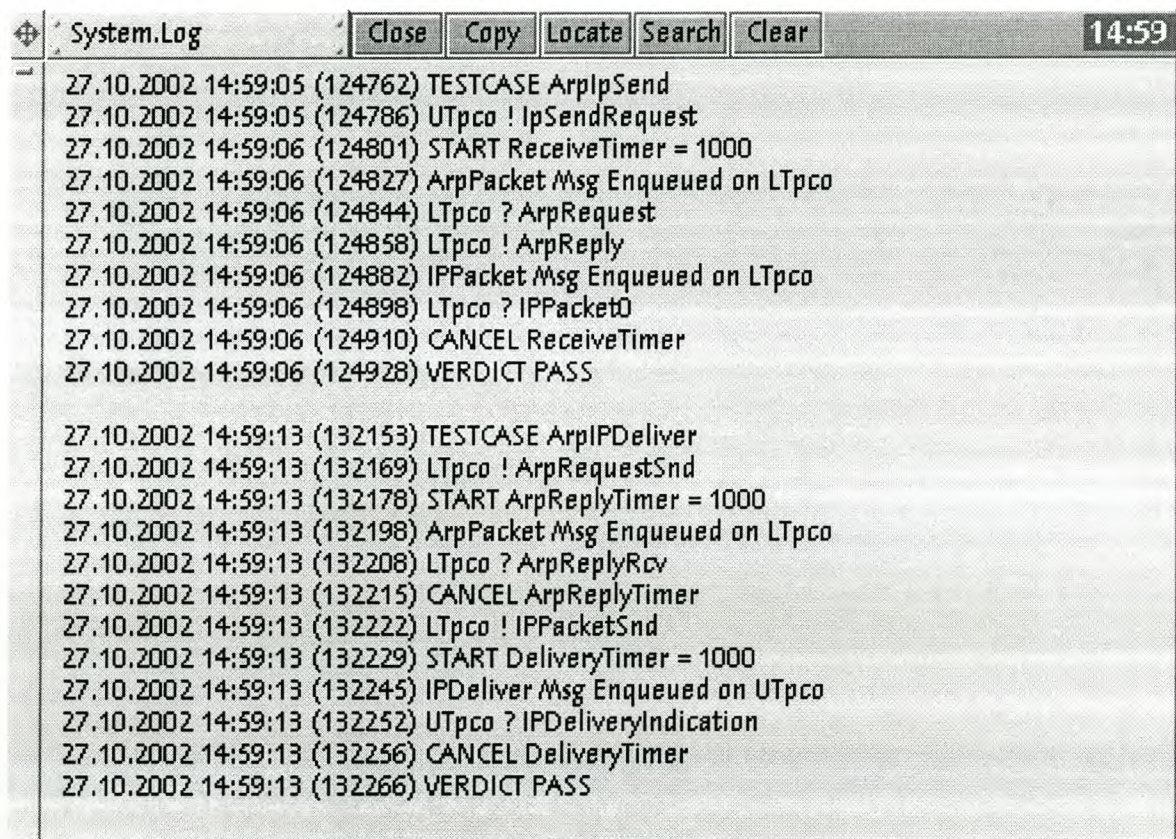 System.Log Close Copy Locate Search Clear 14:59
27.10.2002 14:59:05 (124762) TESTCASE ArpIpSend
27.10.2002 14:59:05 (124786) UTpco ! IpSendRequest
27.10.2002 14:59:06 (124801) START ReceiveTimer = 1000
27.10.2002 14:59:06 (124827) ArpPacket Msg Enqueued on LTpco
27.10.2002 14:59:06 (124844) LTpco ? ArpRequest
27.10.2002 14:59:06 (124858) LTpco ! ArpReply
27.10.2002 14:59:06 (124882) IPPacket Msg Enqueued on LTpco
27.10.2002 14:59:06 (124898) LTpco ? IPPacket0
27.10.2002 14:59:06 (124910) CANCEL ReceiveTimer
27.10.2002 14:59:06 (124928) VERDICT PASS
27.10.2002 14:59:13 (132153) TESTCASE ArpIPDeliver
27.10.2002 14:59:13 (132169) LTpco ! ArpRequestSnd
27.10.2002 14:59:13 (132178) START ArpReplyTimer = 1000
27.10.2002 14:59:13 (132198) ArpPacket Msg Enqueued on LTpco
27.10.2002 14:59:13 (132208) LTpco ? ArpReplyRcv
27.10.2002 14:59:13 (132215) CANCEL ArpReplyTimer
27.10.2002 14:59:13 (132222) LTpco ! IPPacketSnd
27.10.2002 14:59:13 (132229) START DeliveryTimer = 1000
27.10.2002 14:59:13 (132245) IPDeliver Msg Enqueued on UTpco
27.10.2002 14:59:13 (132252) UTpco ? IPDeliveryIndication
27.10.2002 14:59:13 (132256) CANCEL DeliveryTimer
27.10.2002 14:59:13 (132266) VERDICT PASS